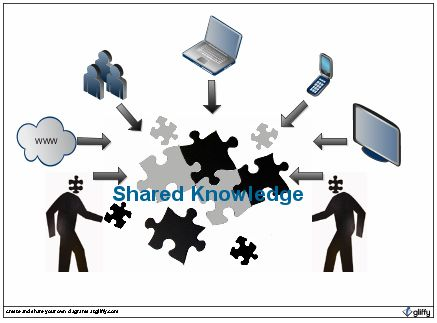 www
Shared Knowledge
create and share your own diagrams at gliffy.com
gliffy